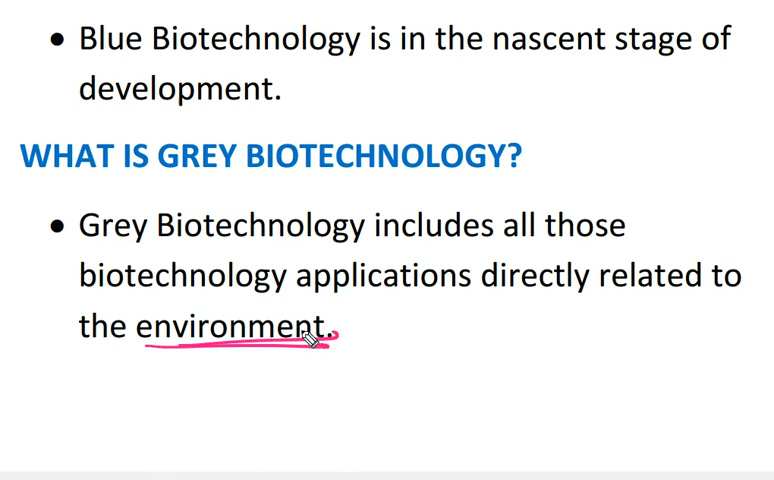 • Blue Biotechnology is in the nascent stage of
development.
WHAT IS GREY BIOTECHNOLOGY?
• Grey Biotechnology includes all those
biotechnology applications directly related to
the environment.